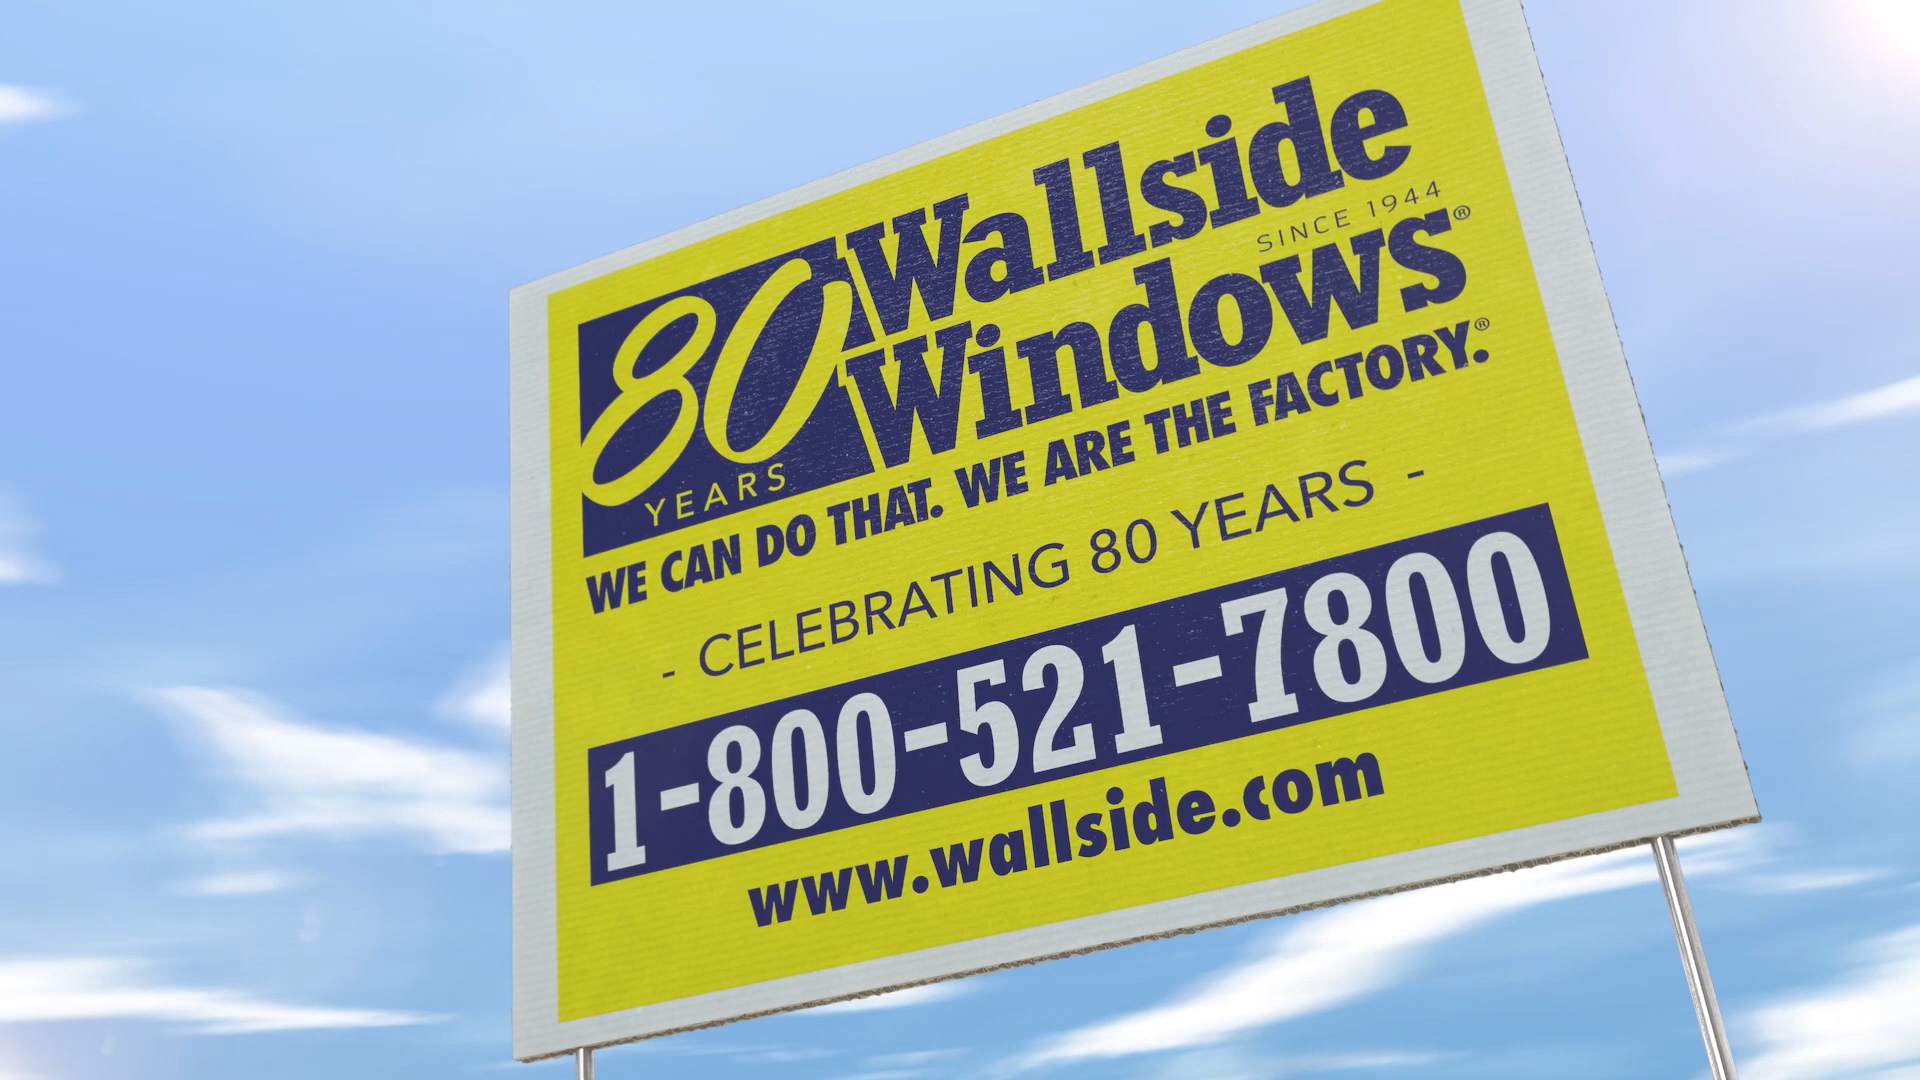 80
YEARS
Wallside
SINCE 1944
Windows®
WE CAN DO THAT. WE ARE THE FACTORY.®
- CELEBRATING 80 YEARS -
1-800-521-7800
www.wallside.com